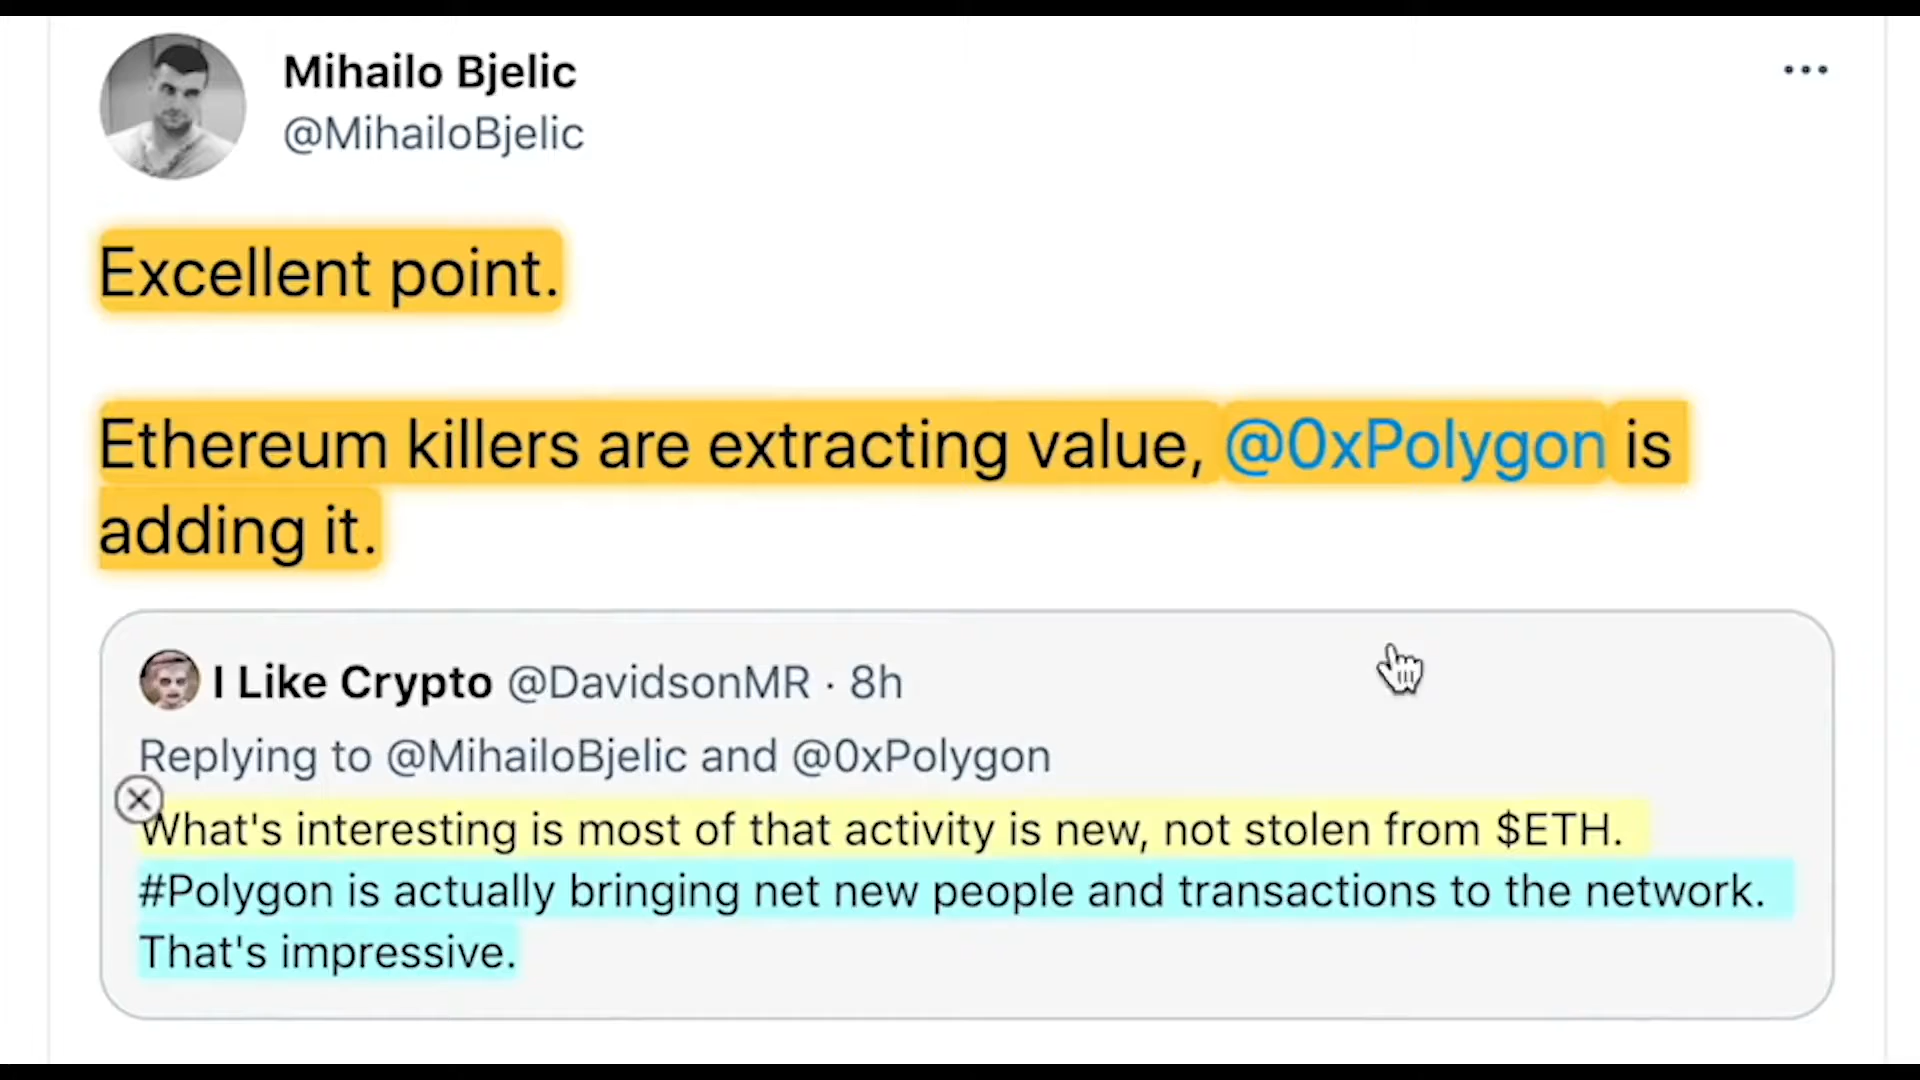 Mihailo Bjelic
@MihailoBjelic
Excellent point.
Ethereum killers are extracting value, @0xPolygon is
adding it.
I Like Crypto @DavidsonMR · 8h
Replying to @MihailoBjelic and @0xPolygon
What's interesting is most of that activity is new, not stolen from $ETH.
#Polygon is actually bringing net new people and transactions to the network.
That's impressive.